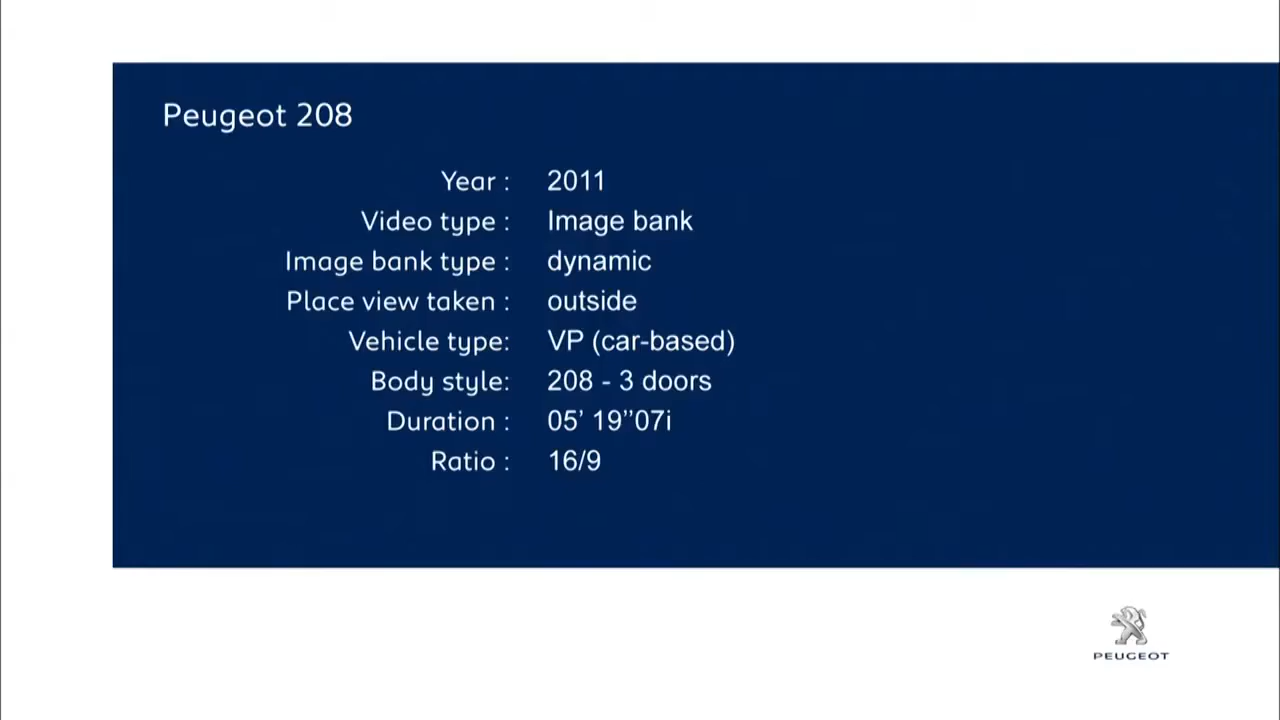 Peugeot 208
Year : 2011
Video type : Image bank
Image bank type : dynamic
Place view taken : outside
Vehicle type: VP (car-based)
Body style: 208 - 3 doors
Duration : 05’ 19’’07i
Ratio : 16/9
PEUGEOT